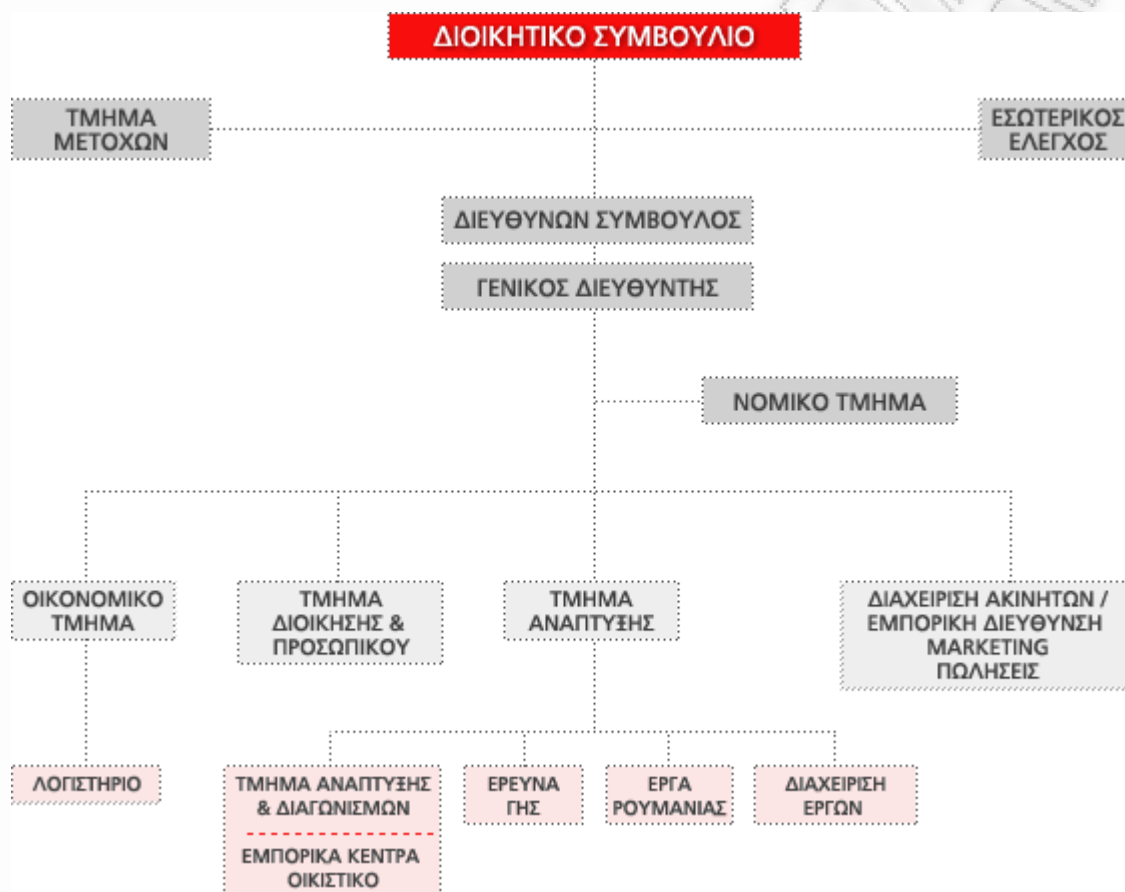 ΔΙΟΙΚΗΤΙΚΟ ΣΥΜΒΟΥΛΙΟ
ΤΜΗΜΑ
ΜΕΤΟΧΩΝ
ΕΣΩΤΕΡΙΚΟΣ
ΕΛΕΓΧΟΣ
ΔΙΕΥΘΥΝΩΝ ΣΥΜΒΟΥΛΟΣ
ΓΕΝΙΚΟΣ ΔΙΕΥΘΥΝΤΗΣ
ΝΟΜΙΚΟ ΤΜΗΜΑ
ΟΙΚΟΝΟΜΙΚΟ
ΤΜΗΜΑ
ΤΜΗΜΑ
ΔΙΟΙΚΗΣΗΣ &
ΠΡΟΣΩΠΙΚΟΥ
ΤΜΗΜΑ
ΑΝΑΠΤΥΞΗΣ
ΔΙΑΧΕΙΡΙΣΗ ΑΚΙΝΗΤΩΝ /
ΕΜΠΟΡΙΚΗ ΔΙΕΥΘΥΝΣΗ
MARKETING
ΠΩΛΗΣΕΙΣ
ΛΟΓΙΣΤΗΡΙΟ
ΤΜΗΜΑ ΑΝΑΠΤΥΞΗΣ
& ΔΙΑΓΩΝΙΣΜΩΝ
ΕΜΠΟΡΙΚΑ ΚΕΝΤΡΑ
ΟΙΚΙΣΤΙΚΟ
ΕΡΕΥΝΑ
ΓΗΣ
ΕΡΓΑ
ΡΟΥΜΑΝΙΑΣ
ΔΙΑΧΕΙΡΙΣΗ
ΕΡΓΩΝ